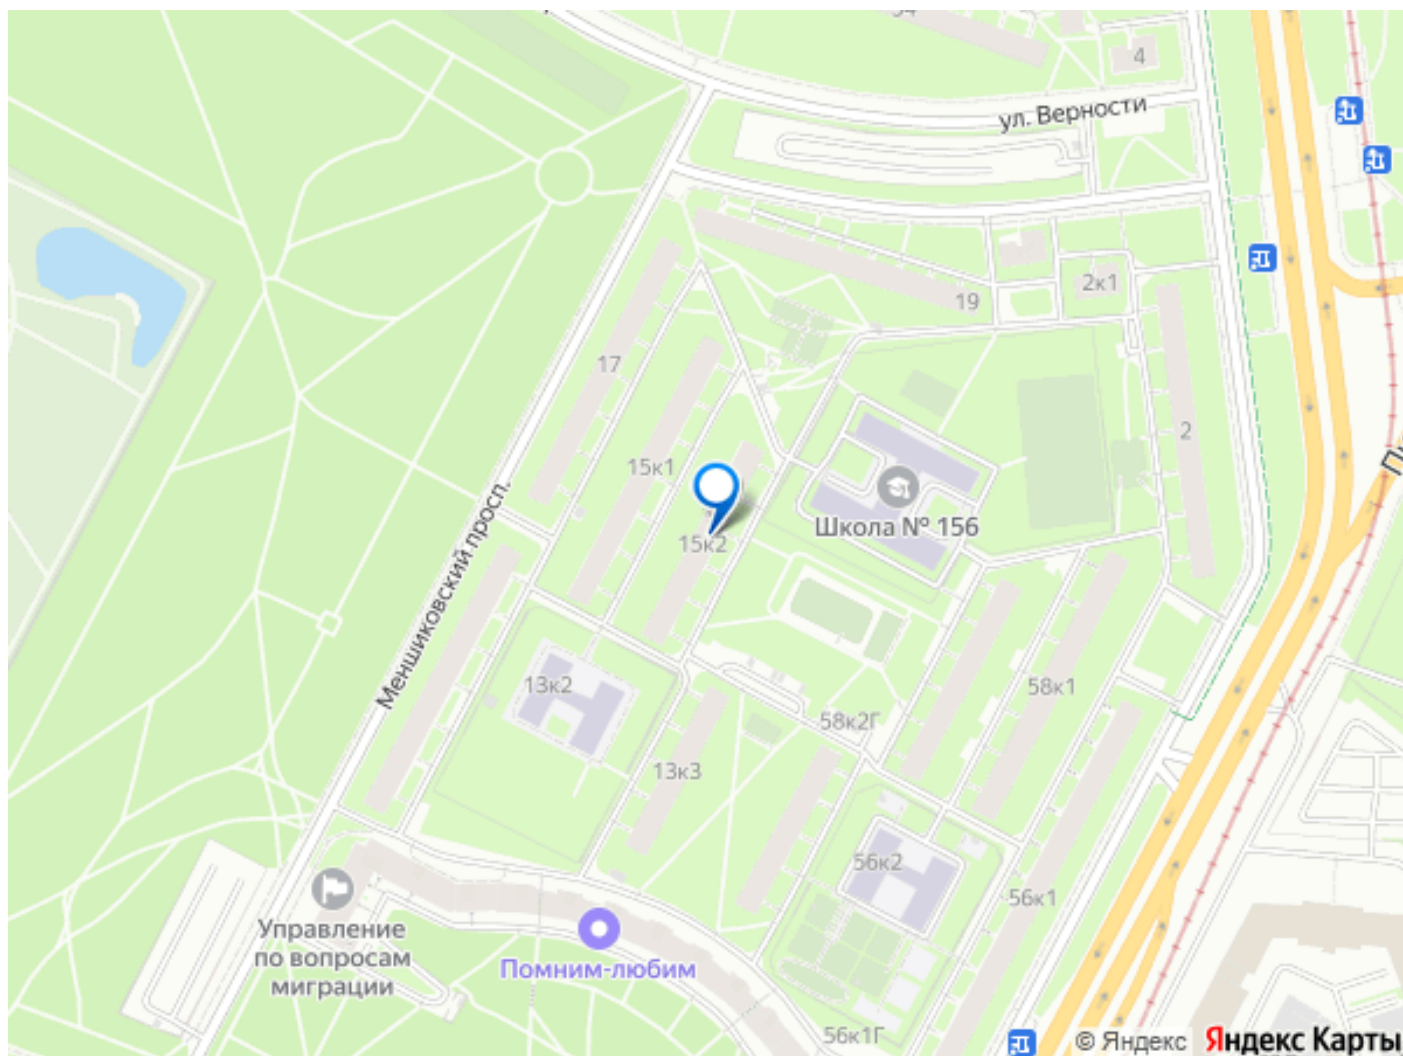 4
ул. Верности
2к1
19
17
2
15к1
Школа № 156
15к2
Меншиковский просп.
13к2
58к1
58к2Г
13к3
56к2
56к1
Управление
по вопросам
миграции
Помним-любим
56к1Г
© Яндекс
Яндекс Карты